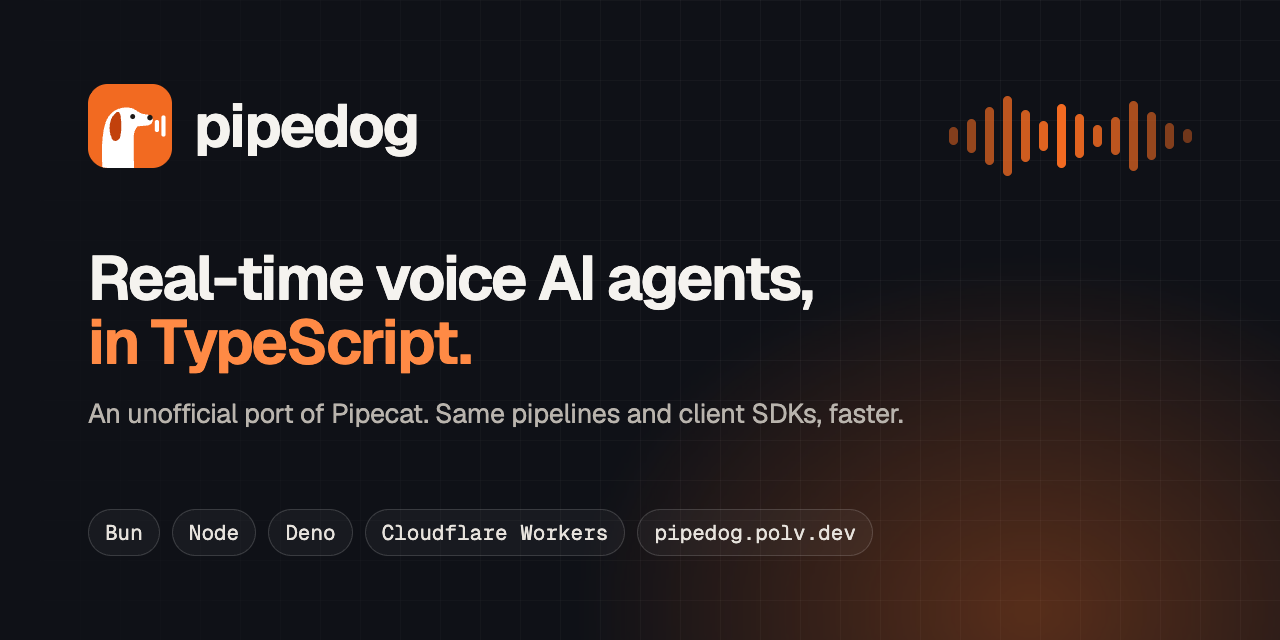 pipedog
Real-time voice AI agents,
in TypeScript.
An unofficial port of Pipecat. Same pipelines and client SDKs, faster.
Bun Node Deno Cloudflare Workers pipedog.polv.dev